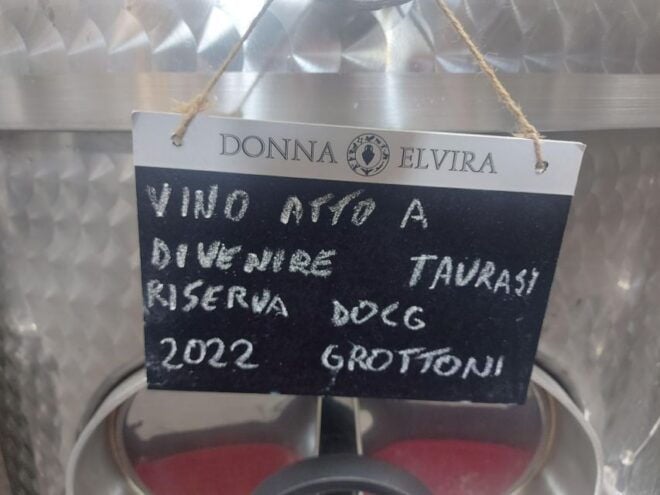 DONNA ELVIRA
VINO ATTO A
DIVENIRE TAURASI
RISERVA DOCG
2022 GROTTONI